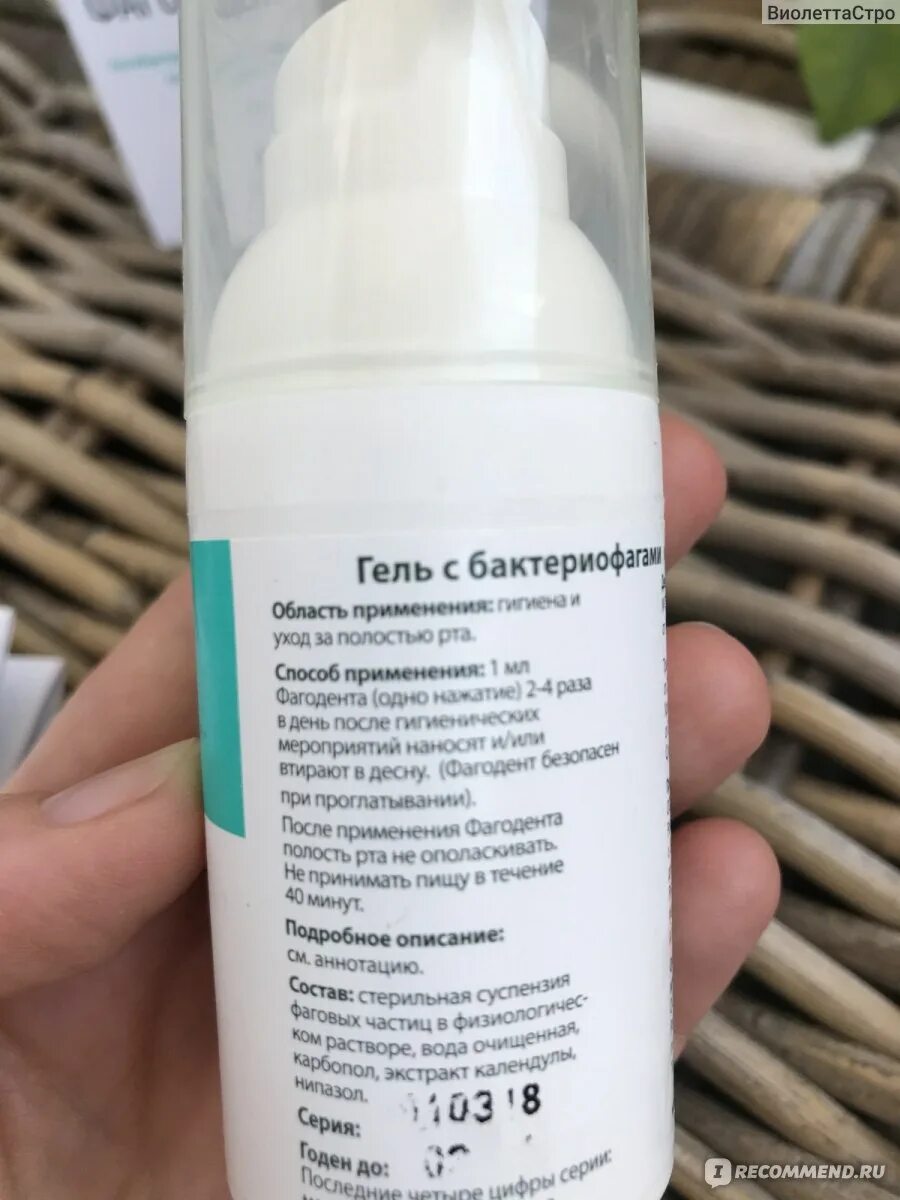 ВиолеттаСтро
Гель с бактериофагами
Область применения: гигиена и
уход за полостью рта.
Способ применения: 1 мл
Фагодента (одно нажатие) 2-4 раза
в день после гигиенических
мероприятий наносят и/или
втирают в десну. (Фагодент безопасен
при проглатывании).
После применения Фагодента
полость рта не ополаскивать.
Не принимать пищу в течение
40 минут.
Подробное описание:
см. аннотацию.
Состав: стерильная суспензия
фаговых частиц в физиологичес-
ком растворе, вода очищенная,
карбопол, экстракт календулы,
нипазол.
Серия:
Годен до:
Последние четыре цифры серии:
IRECOMMEND.RU